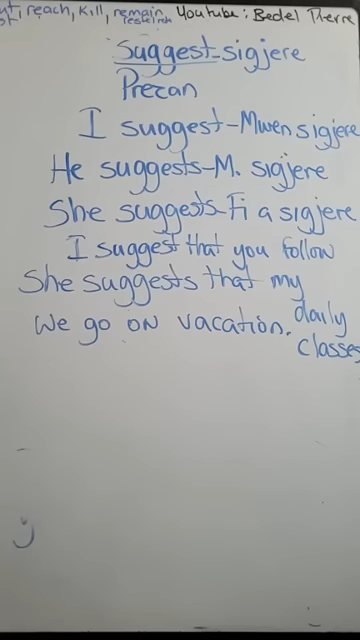 reach, kill, remain Youtube: Bedel Pierre
Suggest-sigjere
Prezan
I suggest-Mwen sigjere
He suggests-M. sigjere
She suggests-Fi a sigjere
I suggest that you follow
She suggests that my
daily
We go on vacation.
classes